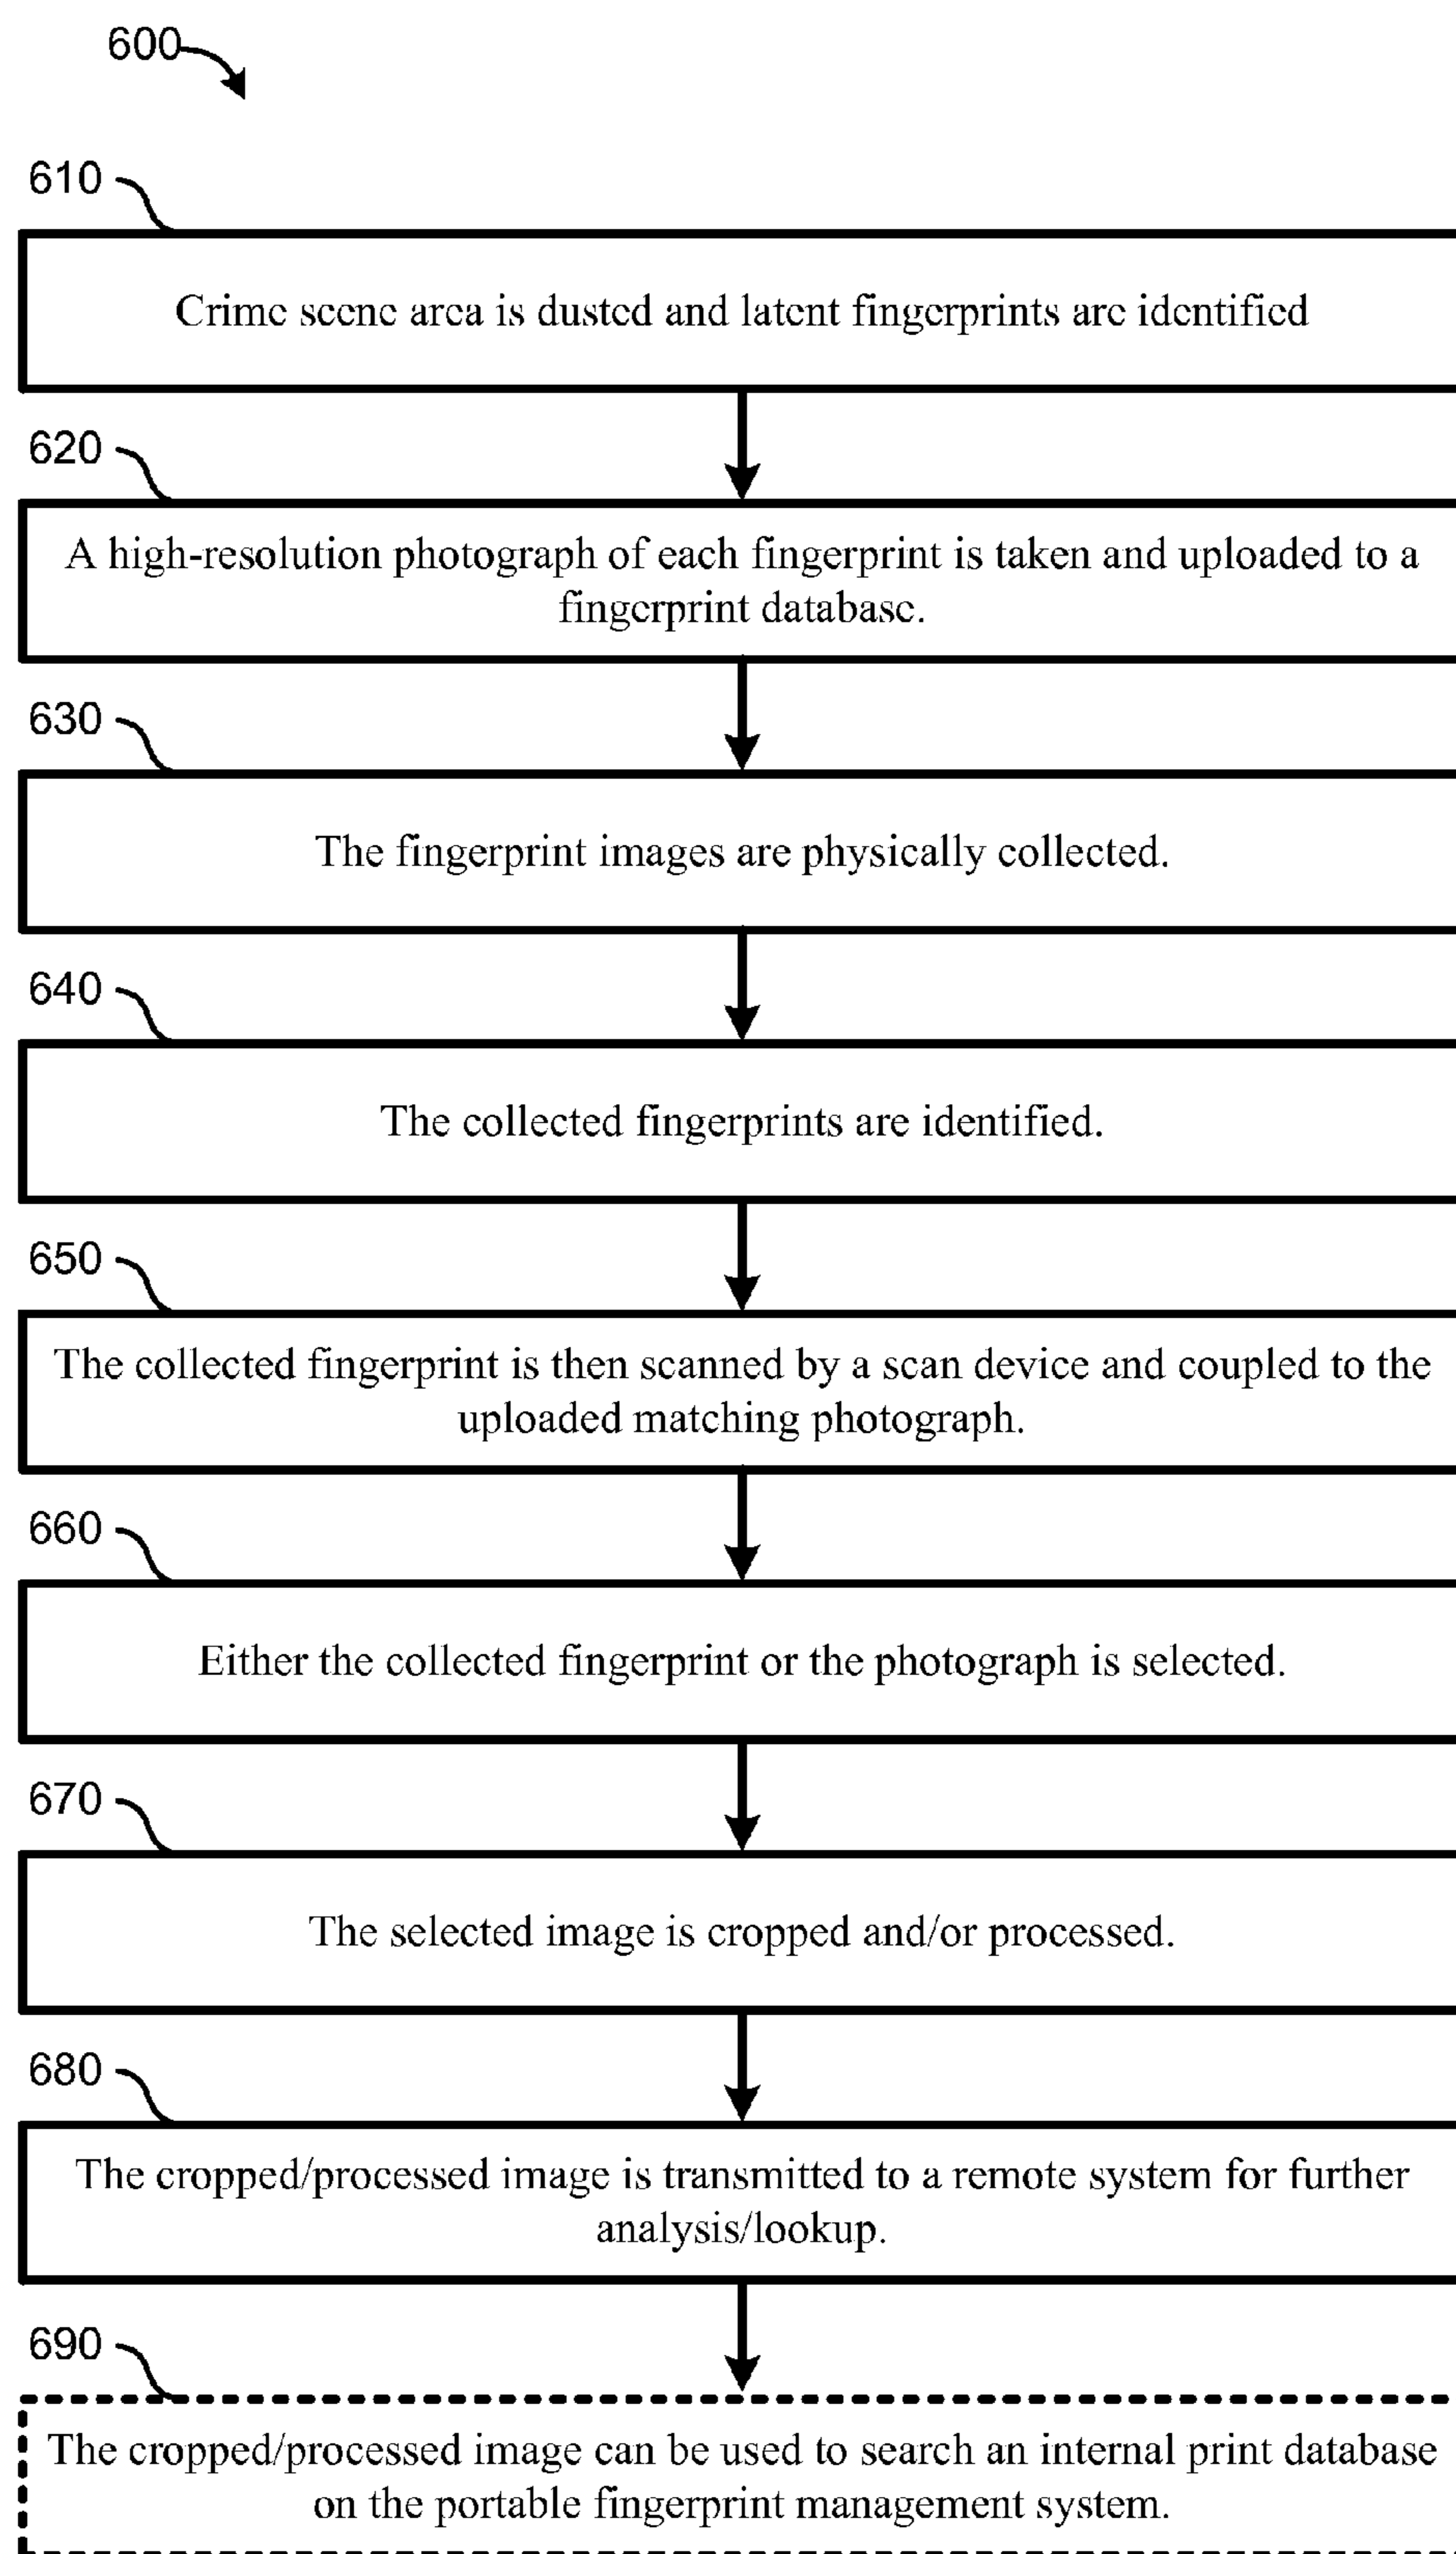 600
610
Crime scene area is dusted and latent fingerprints are identified
620
A high-resolution photograph of each fingerprint is taken and uploaded to a
fingerprint database.
630
The fingerprint images are physically collected.
640
The collected fingerprints are identified.
650
The collected fingerprint is then scanned by a scan device and coupled to the
uploaded matching photograph.
660
Either the collected fingerprint or the photograph is selected.
670
The selected image is cropped and/or processed.
680
The cropped/processed image is transmitted to a remote system for further
analysis/lookup.
690
The cropped/processed image can be used to search an internal print database
on the portable fingerprint management system.